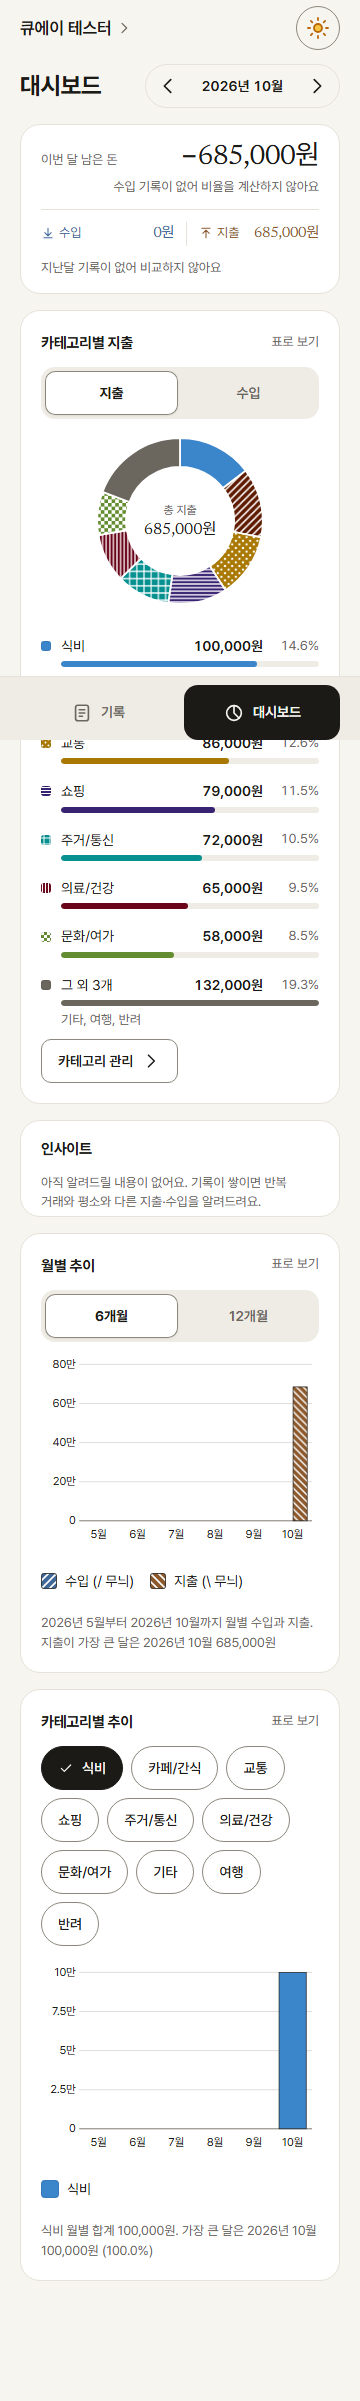 큐에이 테스터
대시보드
2026년 10월
이번 달 남은 돈
−685,000원
수입 기록이 없어 비율을 계산하지 않아요
수입 0원
지출 685,000원
지난달 기록이 없어 비교하지 않아요
카테고리별 지출
표로 보기
지출 수입
총 지출
685,000원
식비 100,000원 14.6%
기록 대시보드
교통 86,000원 12.6%
쇼핑 79,000원 11.5%
주거/통신 72,000원 10.5%
의료/건강 65,000원 9.5%
문화/여가 58,000원 8.5%
그 외 3개 132,000원 19.3%
기타, 여행, 반려
카테고리 관리
인사이트
아직 알려드릴 내용이 없어요. 기록이 쌓이면 반복
거래와 평소와 다른 지출·수입을 알려드려요.
월별 추이
표로 보기
6개월 12개월
80만
60만
40만
20만
0
5월 6월 7월 8월 9월 10월
수입 (/ 무늬) 지출 (\ 무늬)
2026년 5월부터 2026년 10월까지 월별 수입과 지출.
지출이 가장 큰 달은 2026년 10월 685,000원
카테고리별 추이
표로 보기
식비 카페/간식 교통
쇼핑 주거/통신 의료/건강
문화/여가 기타 여행
반려
10만
7.5만
5만
2.5만
0
5월 6월 7월 8월 9월 10월
식비
식비 월별 합계 100,000원. 가장 큰 달은 2026년 10월
100,000원 (100.0%)